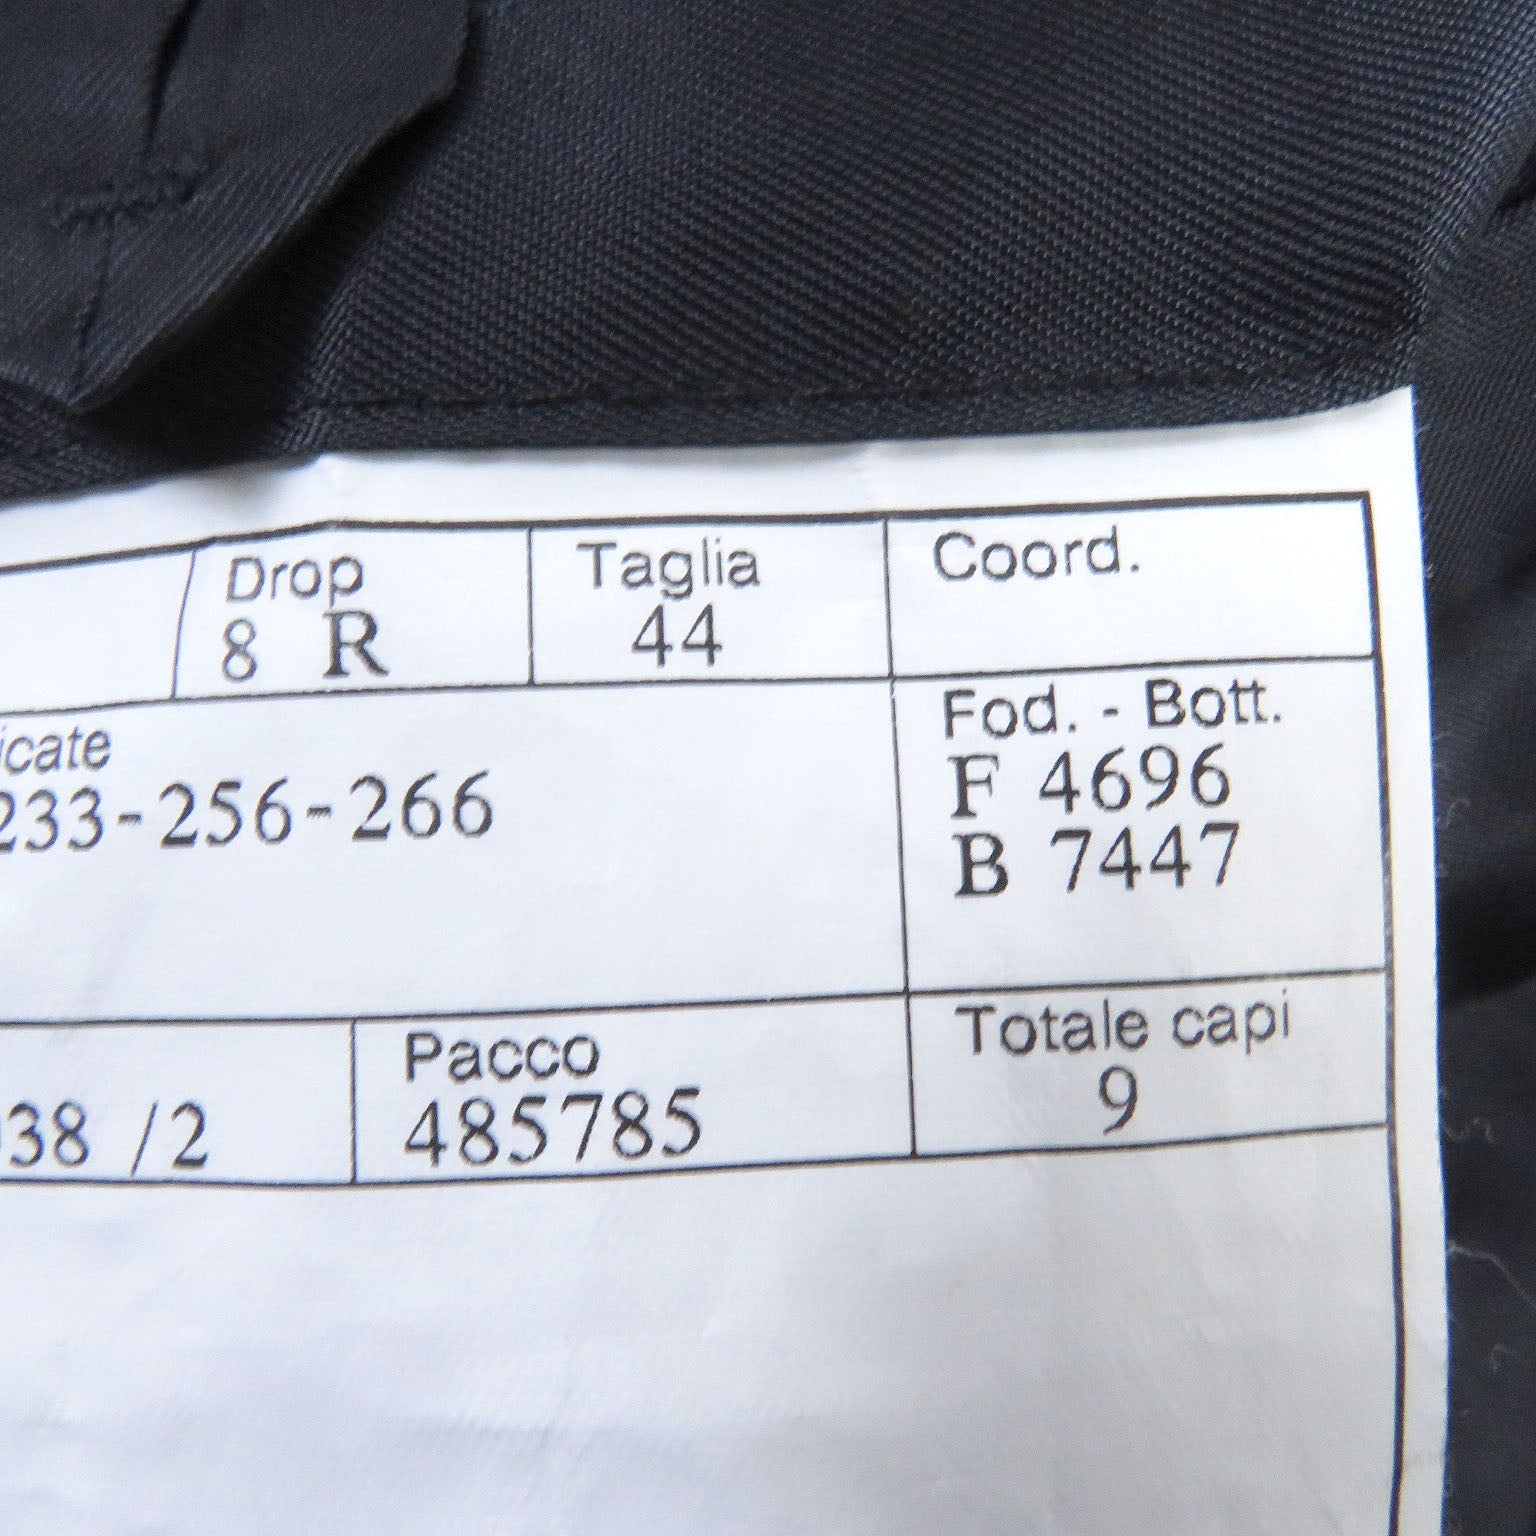 Drop
8 R
Taglia
44
Coord.
233-256-266
Fod. - Bott.
F 4696
B 7447
38 /2
Pacco
485785
Totale capi
9